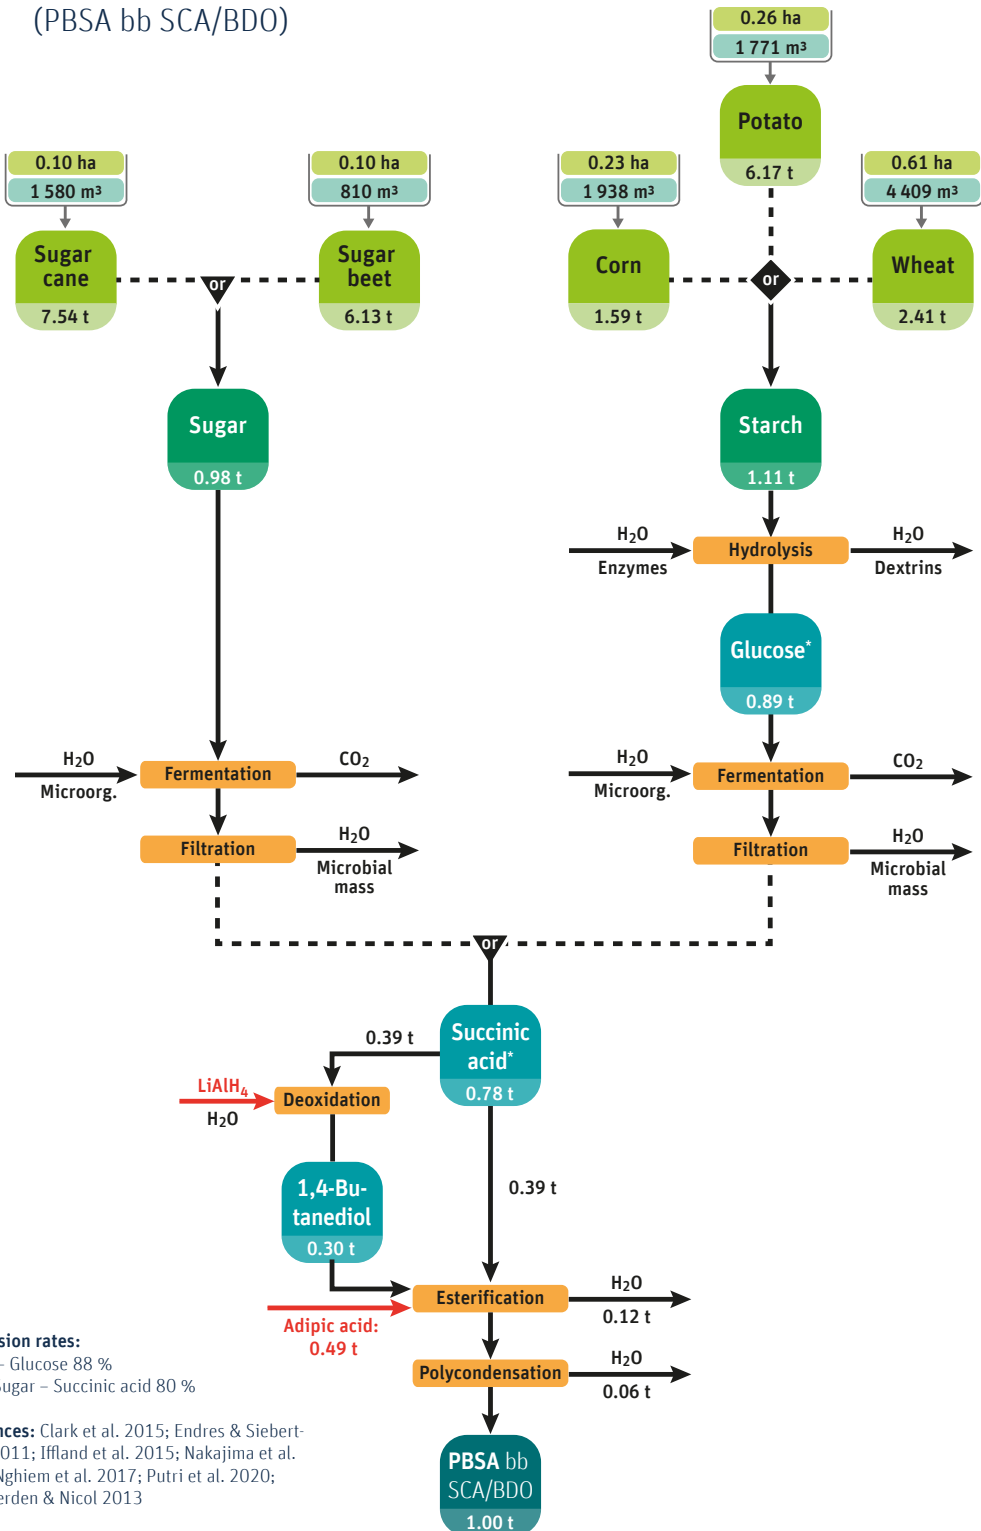 (PBSA bb SCA/BDO)
0.26 ha
1 771 m³
Potato
6.17 t
0.10 ha
1 580 m³
Sugar
cane
7.54 t
or
0.10 ha
810 m³
Sugar
beet
6.13 t
0.23 ha
1 938 m³
Corn
1.59 t
or
0.61 ha
4 409 m³
Wheat
2.41 t
Sugar
0.98 t
Starch
1.11 t
H₂O
Enzymes
Hydrolysis
H₂O
Dextrins
Glucose*
0.89 t
H₂O
Microorg.
Fermentation
CO₂
Filtration
H₂O
Microbial
mass
H₂O
Microorg.
Fermentation
CO₂
Filtration
H₂O
Microbial
mass
or
Succinic
acid*
0.78 t
0.39 t
LiAlH₄
H₂O
Deoxidation
1,4-Bu-
tanediol
0.30 t
0.39 t
Adipic acid:
0.49 t
Esterification
H₂O
0.12 t
Polycondensation
H₂O
0.06 t
PBSA bb
SCA/BDO
1.00 t
sion rates:
– Glucose 88 %
Sugar – Succinic acid 80 %
nces: Clark et al. 2015; Endres & Siebert-
011; Iffland et al. 2015; Nakajima et al.
Nghiem et al. 2017; Putri et al. 2020;
erden & Nicol 2013